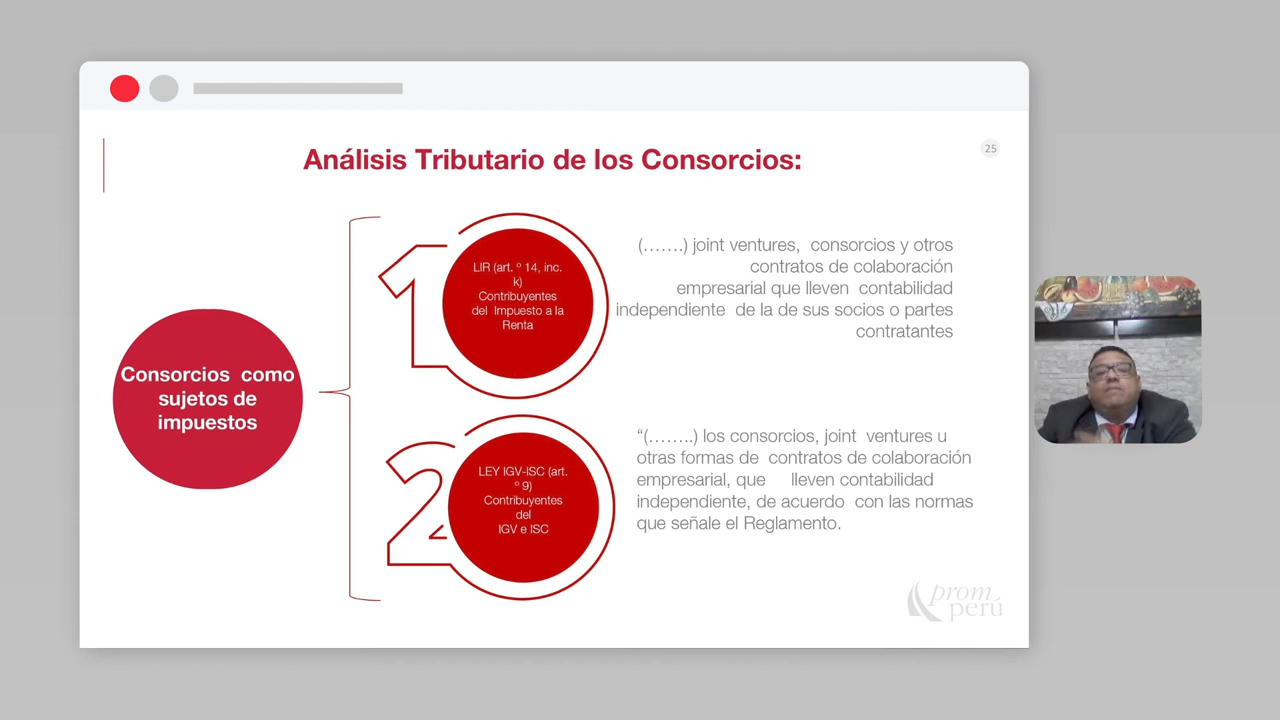 Análisis Tributario de los Consorcios:
25
Consorcios como
sujetos de
impuestos
1
LIR (art. º 14, inc.
k)
Contribuyentes
del Impuesto a la
Renta
(.......) joint ventures, consorcios y otros
contratos de colaboración
empresarial que lleven contabilidad
independiente de la de sus socios o partes
contratantes
2
LEY IGV-ISC (art.
º 9)
Contribuyentes
del
IGV e ISC
“(........) los consorcios, joint ventures u
otras formas de contratos de colaboración
empresarial, que lleven contabilidad
independiente, de acuerdo con las normas
que señale el Reglamento.
prom
perú